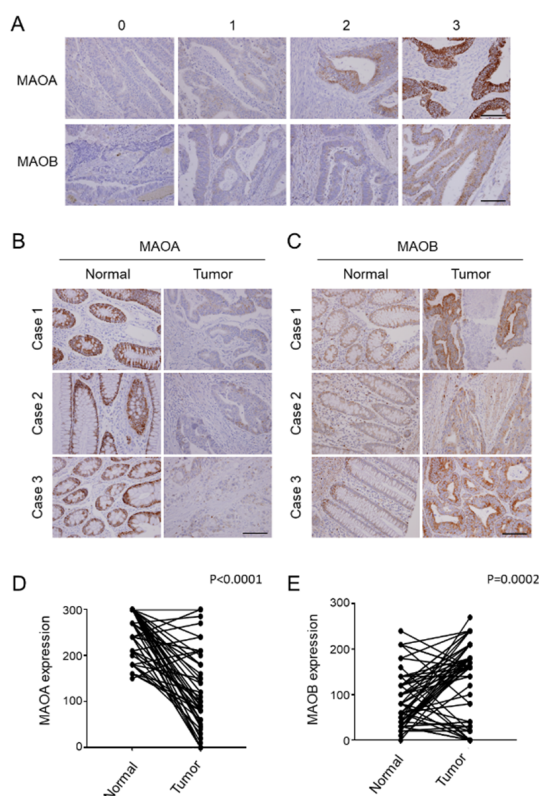 A
0 1 2 3
MAOA
MAOB
B
MAOA
Normal Tumor
Case 1
Case 2
Case 3
C
MAOB
Normal Tumor
Case 1
Case 2
Case 3
D
P<0.0001
MAOA expression
300
200
100
0
Normal Tumor
E
P=0.0002
MAOB expression
300
200
100
0
Normal Tumor